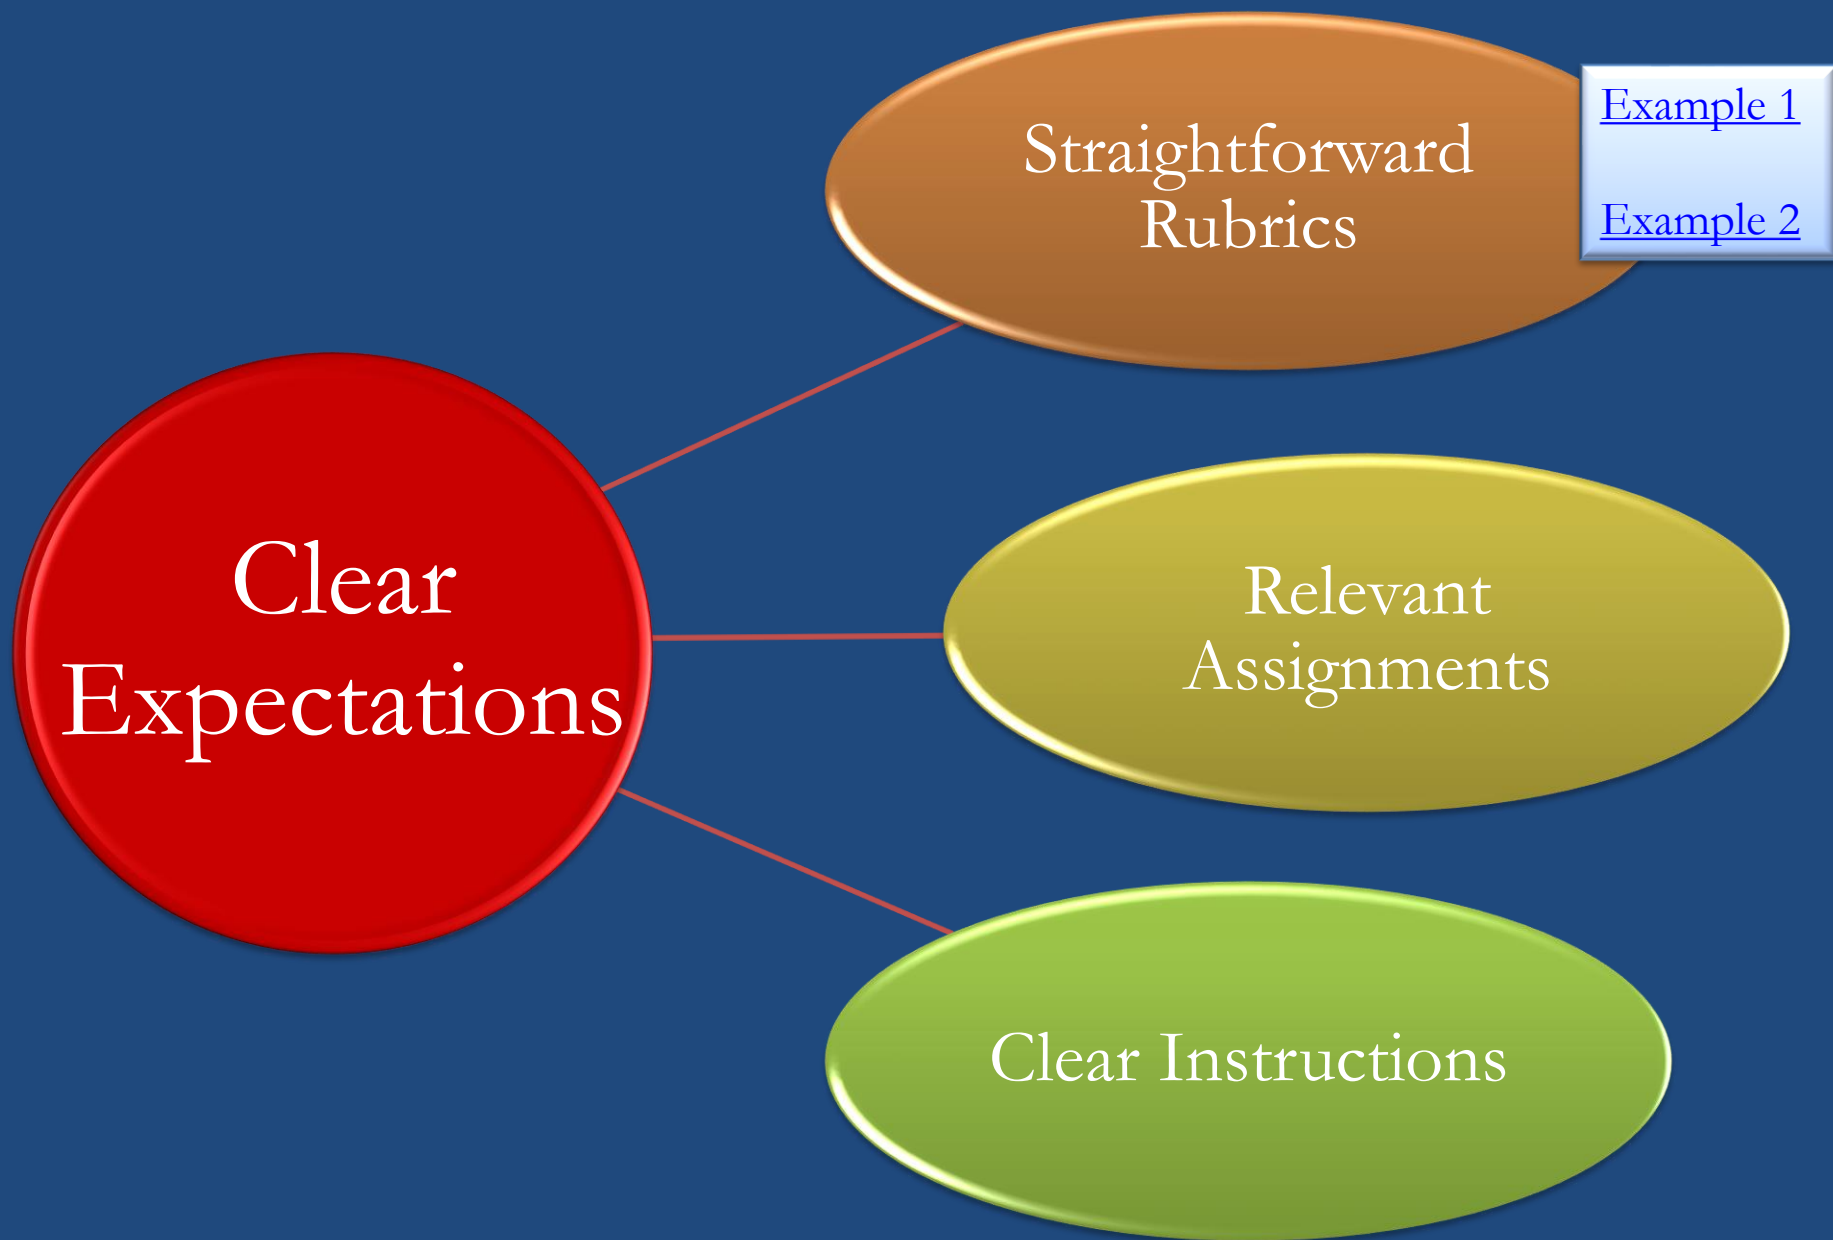 Clear
Expectations
Straightforward
Rubrics
Example 1
Example 2
Relevant
Assignments
Clear Instructions